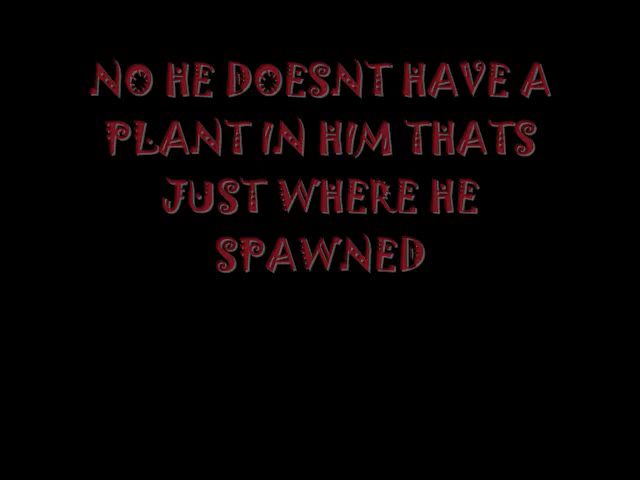 NO HE DOESNT HAVE A
PLANT IN HIM THATS
JUST WHERE HE
SPAWNED